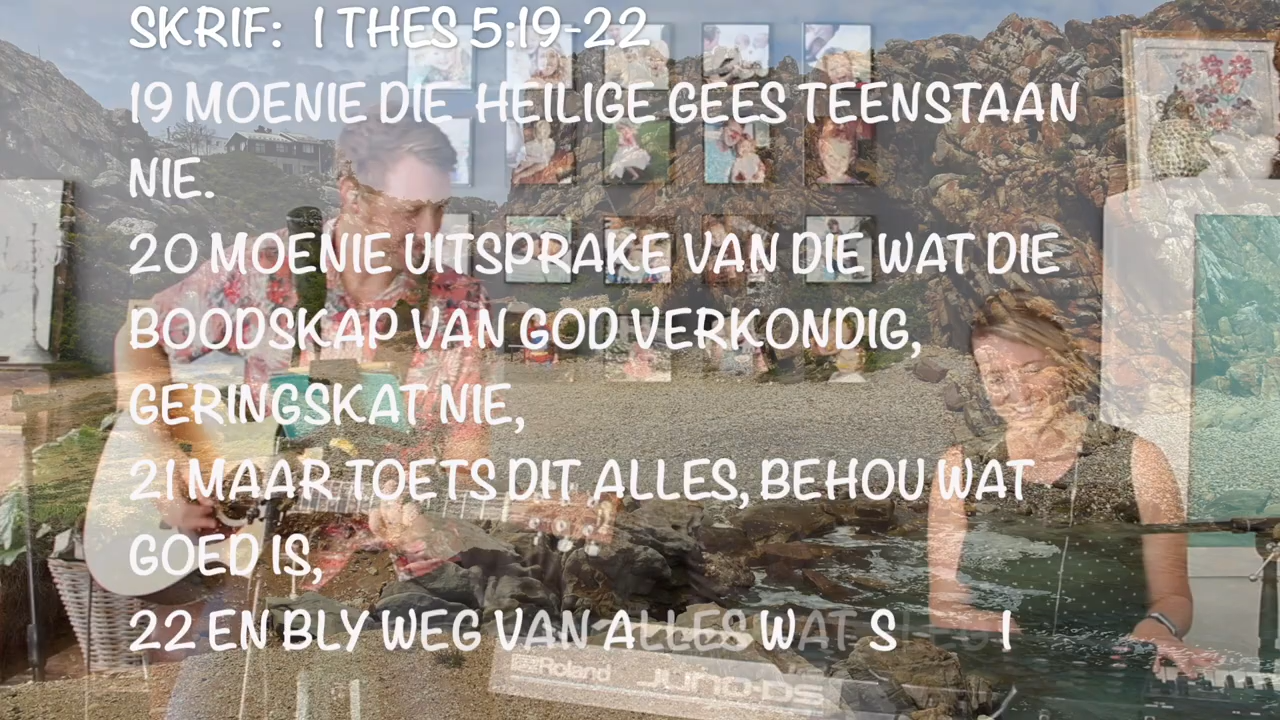 SKRIF: 1 THES 5:19-22
19 MOENIE DIE HEILIGE GEES TEENSTAAN
NIE.
20 MOENIE UITSPRAKE VAN DIE WAT DIE
BOODSKAP VAN GOD VERKONDIG,
GERINGSKAT NIE,
21 MAAR TOETS DIT ALLES, BEHOU WAT
GOED IS,
22 EN BLY WEG VAN ALLES WAT SLEG I
Roland JUNO-DS